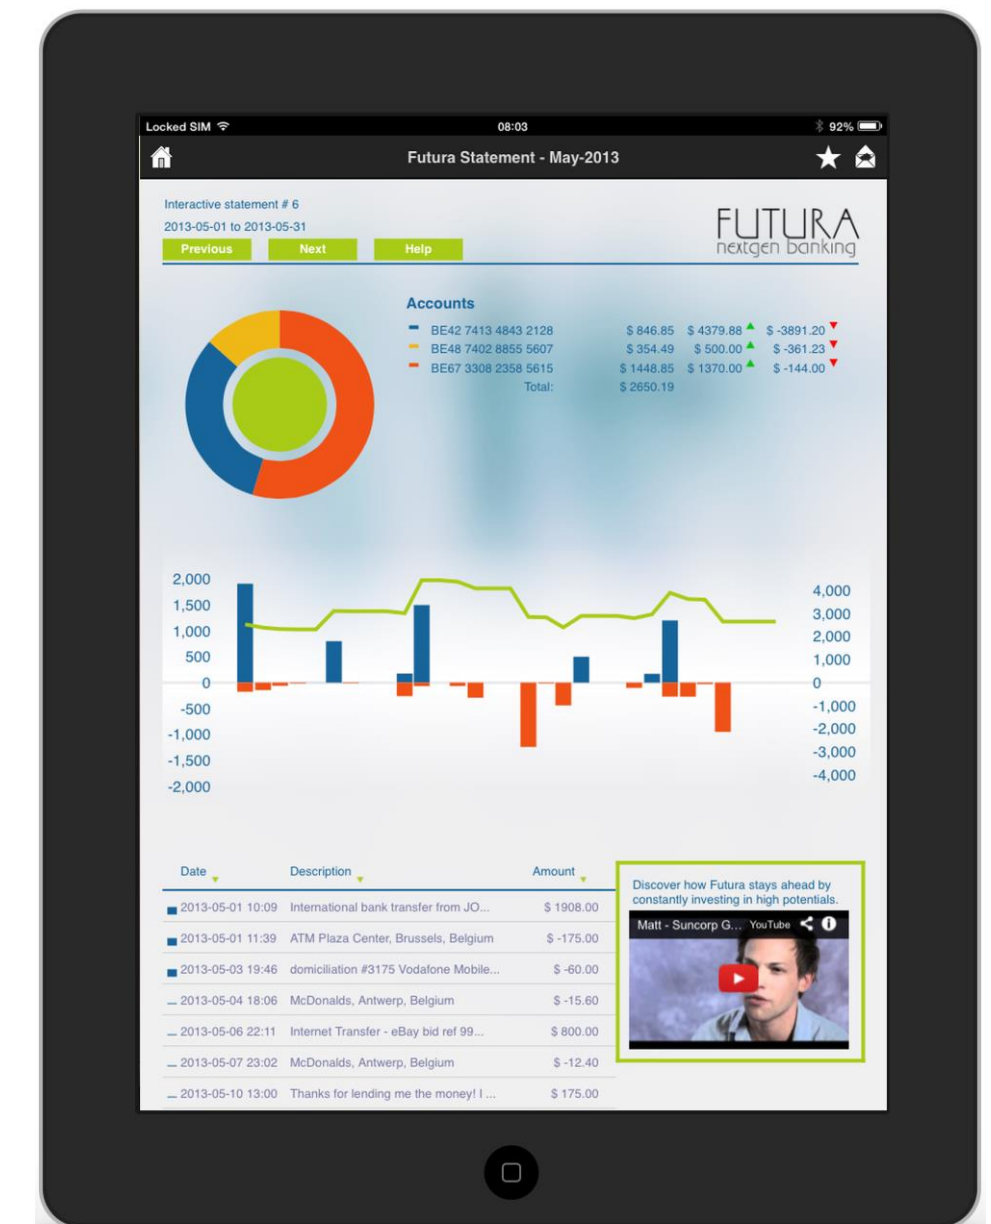 Locked SIM 08:03 92%
Futura Statement - May-2013
Interactive statement # 6
2013-05-01 to 2013-05-31
Previous Next Help
FUTURA
nextgen banking
Accounts
BE42 7413 4843 2128 $ 846.85 $ 4379.88 $ -3891.20
BE48 7402 8855 5607 $ 354.49 $ 500.00 $ -361.23
BE67 3308 2358 5615 $ 1448.85 $ 1370.00 $ -144.00
Total: $ 2650.19
2,000
1,500
1,000
500
0
-500
-1,000
-1,500
-2,000
4,000
3,000
2,000
1,000
0
-1,000
-2,000
-3,000
-4,000
Date Description Amount
2013-05-01 10:09 International bank transfer from JO... $ 1908.00
2013-05-01 11:39 ATM Plaza Center, Brussels, Belgium $ -175.00
2013-05-03 19:46 domiciliation #3175 Vodafone Mobile... $ -60.00
2013-05-04 18:06 McDonalds, Antwerp, Belgium $ -15.60
2013-05-06 22:11 Internet Transfer - eBay bid ref 99... $ 800.00
2013-05-07 23:02 McDonalds, Antwerp, Belgium $ -12.40
2013-05-10 13:00 Thanks for lending me the money! I ... $ 175.00
Discover how Futura stays ahead by
constantly investing in high potentials.
Matt - Suncorp G... YouTube